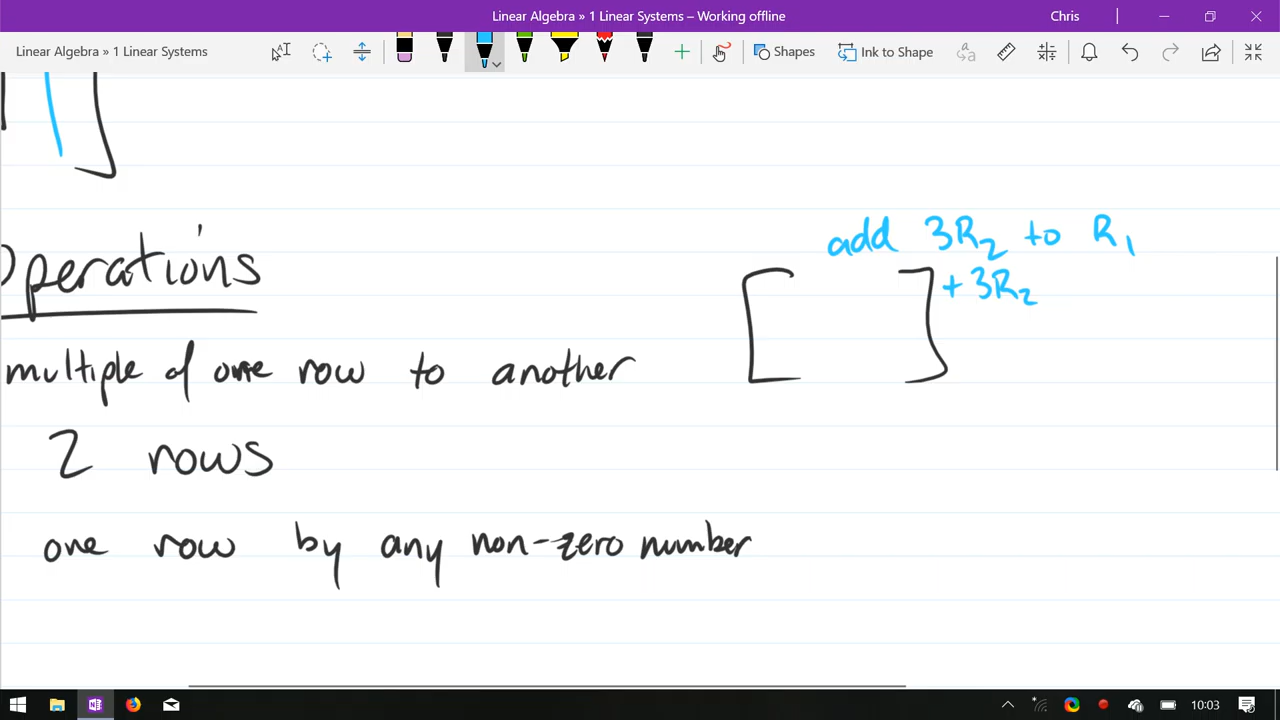 Linear Algebra » 1 Linear Systems – Working offline
Chris
Linear Algebra » 1 Linear Systems
Shapes
Ink to Shape
add 3R₂ to R₁
+ 3R₂
Operations
multiple of one row to another
2 rows
one row by any non-zero number
10:03